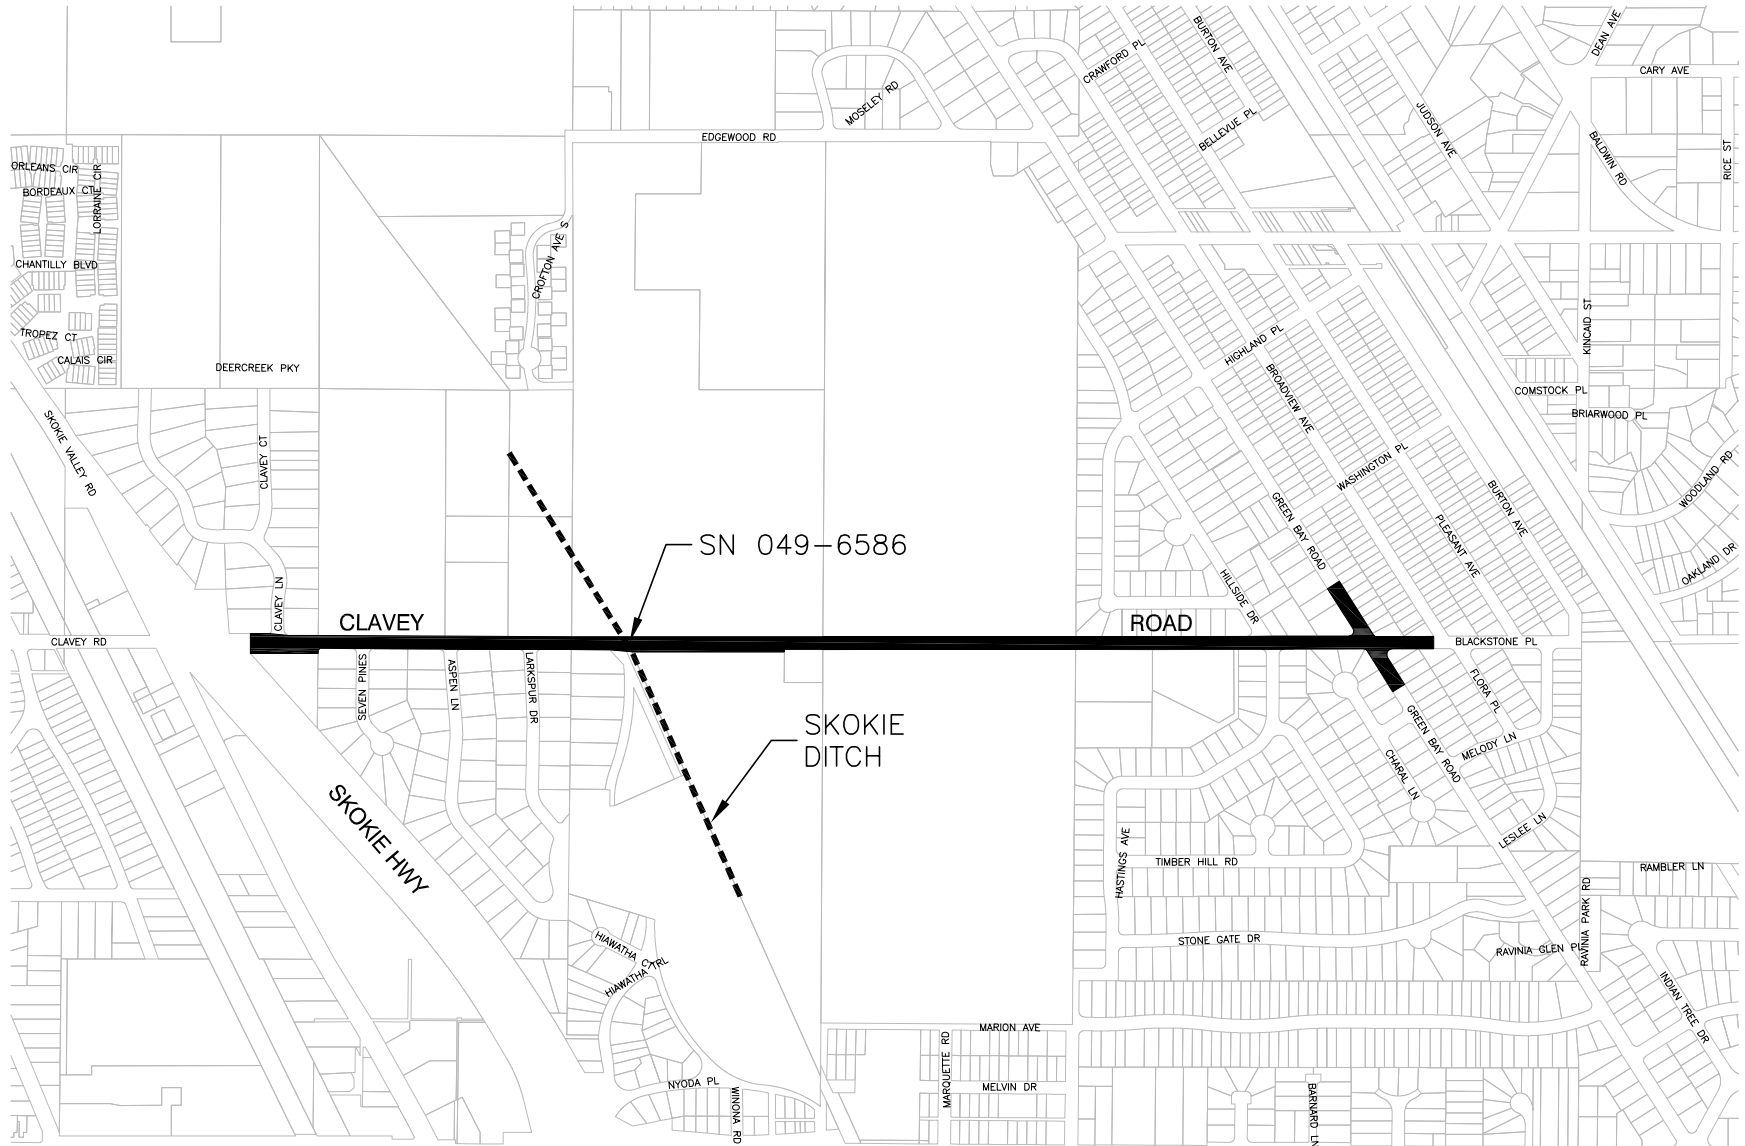 BURTON AVE
DEAN AVE
CRAWFORD PL
CARY AVE
MOSELEY RD
JUDSON AVE
BELLEVUE PL
EDGEWOOD RD
BALDWIN RD
RICE ST
ORLEANS CIR
BORDEAUX CT
LORRAINE CIR
CROFTON AVE S
CHANTILLY BLVD
KINCAID ST
TROPEZ CT
CALAIS CIR
DEERCREEK PKY
HIGHLAND PL
BROADVIEW AVE
COMSTOCK PL
BRIARWOOD PL
SKOKIE VALLEY RD
CLAVEY CT
WASHINGTON PL
WOODLAND RD
GREEN BAY ROAD
BURTON AVE
PLEASANT AVE
SN 049-6586
OAKLAND DR
HILLSIDE DR
CLAVEY LN
CLAVEY
ROAD
CLAVEY RD
BLACKSTONE PL
SEVEN PINES
ASPEN LN
LARKSPUR DR
FLORA PL
SKOKIE
DITCH
GREEN BAY ROAD
MELODY LN
CHARAL LN
SKOKIE HWY
LESLEE LN
HASTINGS AVE
TIMBER HILL RD
RAMBLER LN
RAVINIA PARK RD
STONE GATE DR
RAVINIA GLEN PL
HIAWATHA CT
HIAWATHA TRL
INDIAN TREE DR
MARION AVE
MARQUETTE RD
NYODA PL
WINONA RD
MELVIN DR
BARNARD LN